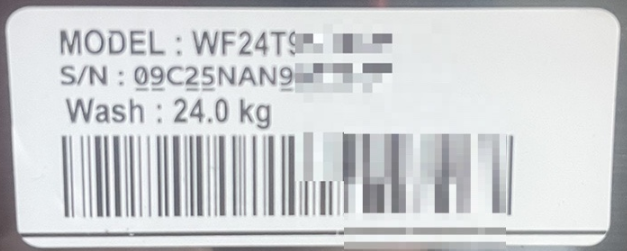 MODEL : WF24T9
S/N : 09C25NAN9
Wash : 24.0 kg